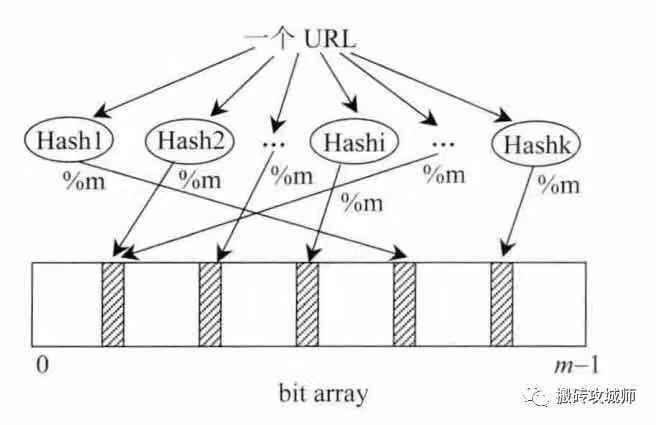 一个 URL
Hash1
Hash2
...
Hashi
...
Hashk
%m
%m
%m
%m
%m
%m
0
m−1
bit array
搬砖攻城师